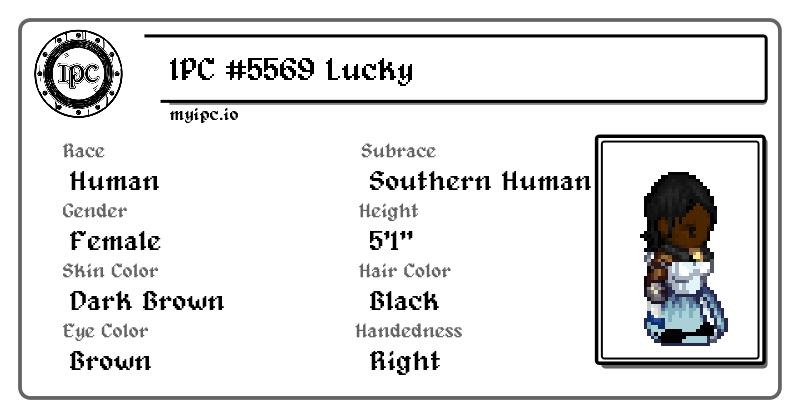 IPC
IPC #5569 Lucky
myipc.io
Race
Human
Subrace
Southern Human
Gender
Female
Height
5'1"
Skin Color
Dark Brown
Hair Color
Black
Eye Color
Brown
Handedness
Right